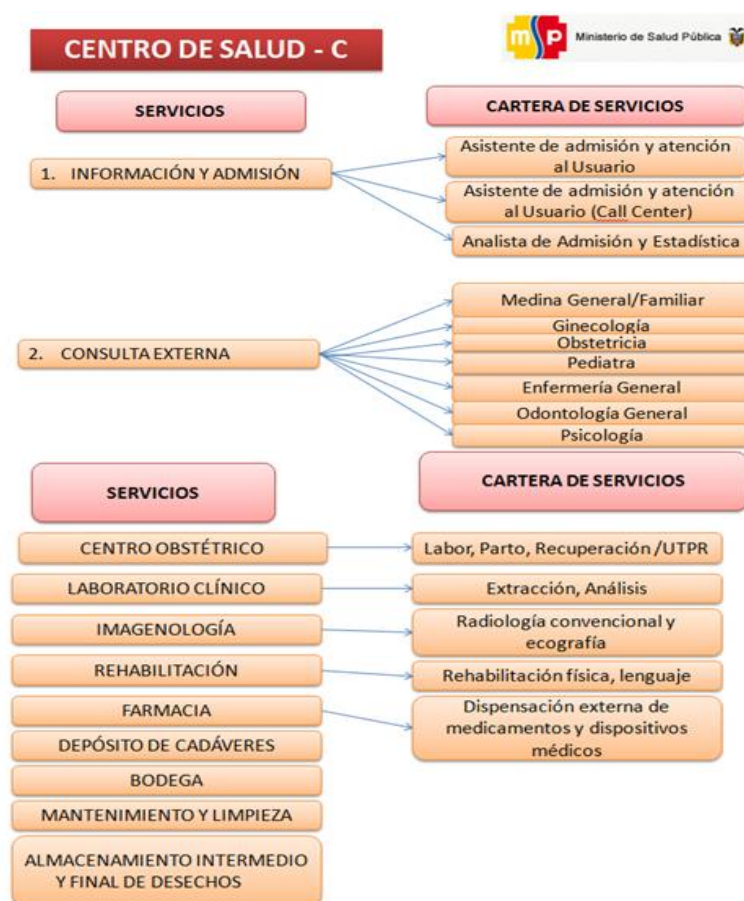 CENTRO DE SALUD - C
msp Ministerio de Salud Pública
SERVICIOS
CARTERA DE SERVICIOS
1. INFORMACIÓN Y ADMISIÓN
Asistente de admisión y atención
al Usuario
Asistente de admisión y atención
al Usuario (Call Center)
Analista de Admisión y Estadística
2. CONSULTA EXTERNA
Medina General/Familiar
Ginecología
Obstetricia
Pediatra
Enfermería General
Odontología General
Psicología
SERVICIOS
CARTERA DE SERVICIOS
CENTRO OBSTÉTRICO
Labor, Parto, Recuperación /UTPR
LABORATORIO CLÍNICO
Extracción, Análisis
IMAGENOLOGÍA
Radiología convencional y
ecografía
REHABILITACIÓN
Rehabilitación física, lenguaje
FARMACIA
Dispensación externa de
medicamentos y dispositivos
médicos
DEPÓSITO DE CADÁVERES
BODEGA
MANTENIMIENTO Y LIMPIEZA
ALMACENAMIENTO INTERMEDIO
Y FINAL DE DESECHOS